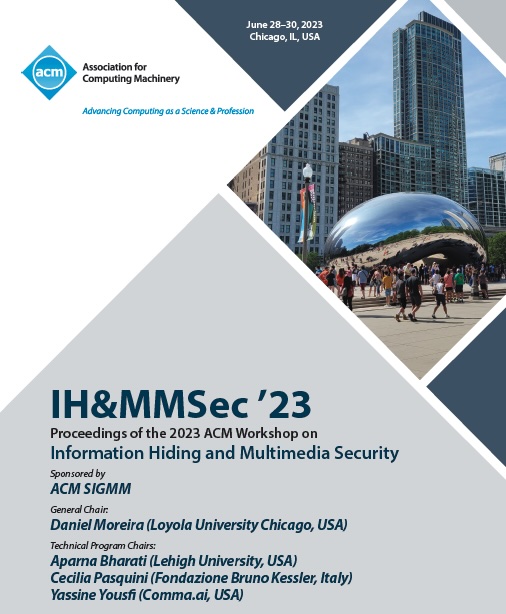 June 28–30, 2023
Chicago, IL, USA
acm
Association for
Computing Machinery
Advancing Computing as a Science & Profession
IH&MMSec ’23
Proceedings of the 2023 ACM Workshop on
Information Hiding and Multimedia Security
Sponsored by
ACM SIGMM
General Chair:
Daniel Moreira (Loyola University Chicago, USA)
Technical Program Chairs:
Aparna Bharati (Lehigh University, USA)
Cecilia Pasquini (Fondazione Bruno Kessler, Italy)
Yassine Yousfi (Comma.ai, USA)